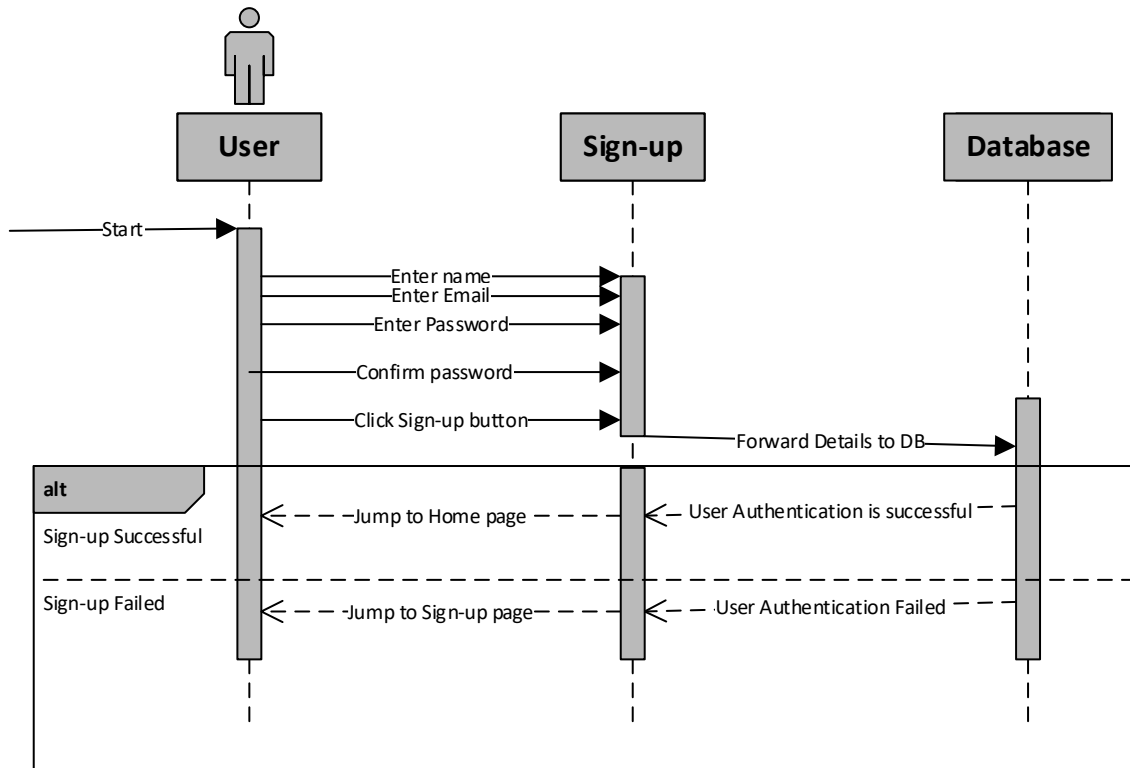 User
Sign-up
Database
Start
Enter name
Enter Email
Enter Password
Confirm password
Click Sign-up button
Forward Details to DB
alt
Jump to Home page
User Authentication is successful
Sign-up Successful
Sign-up Failed
Jump to Sign-up page
User Authentication Failed